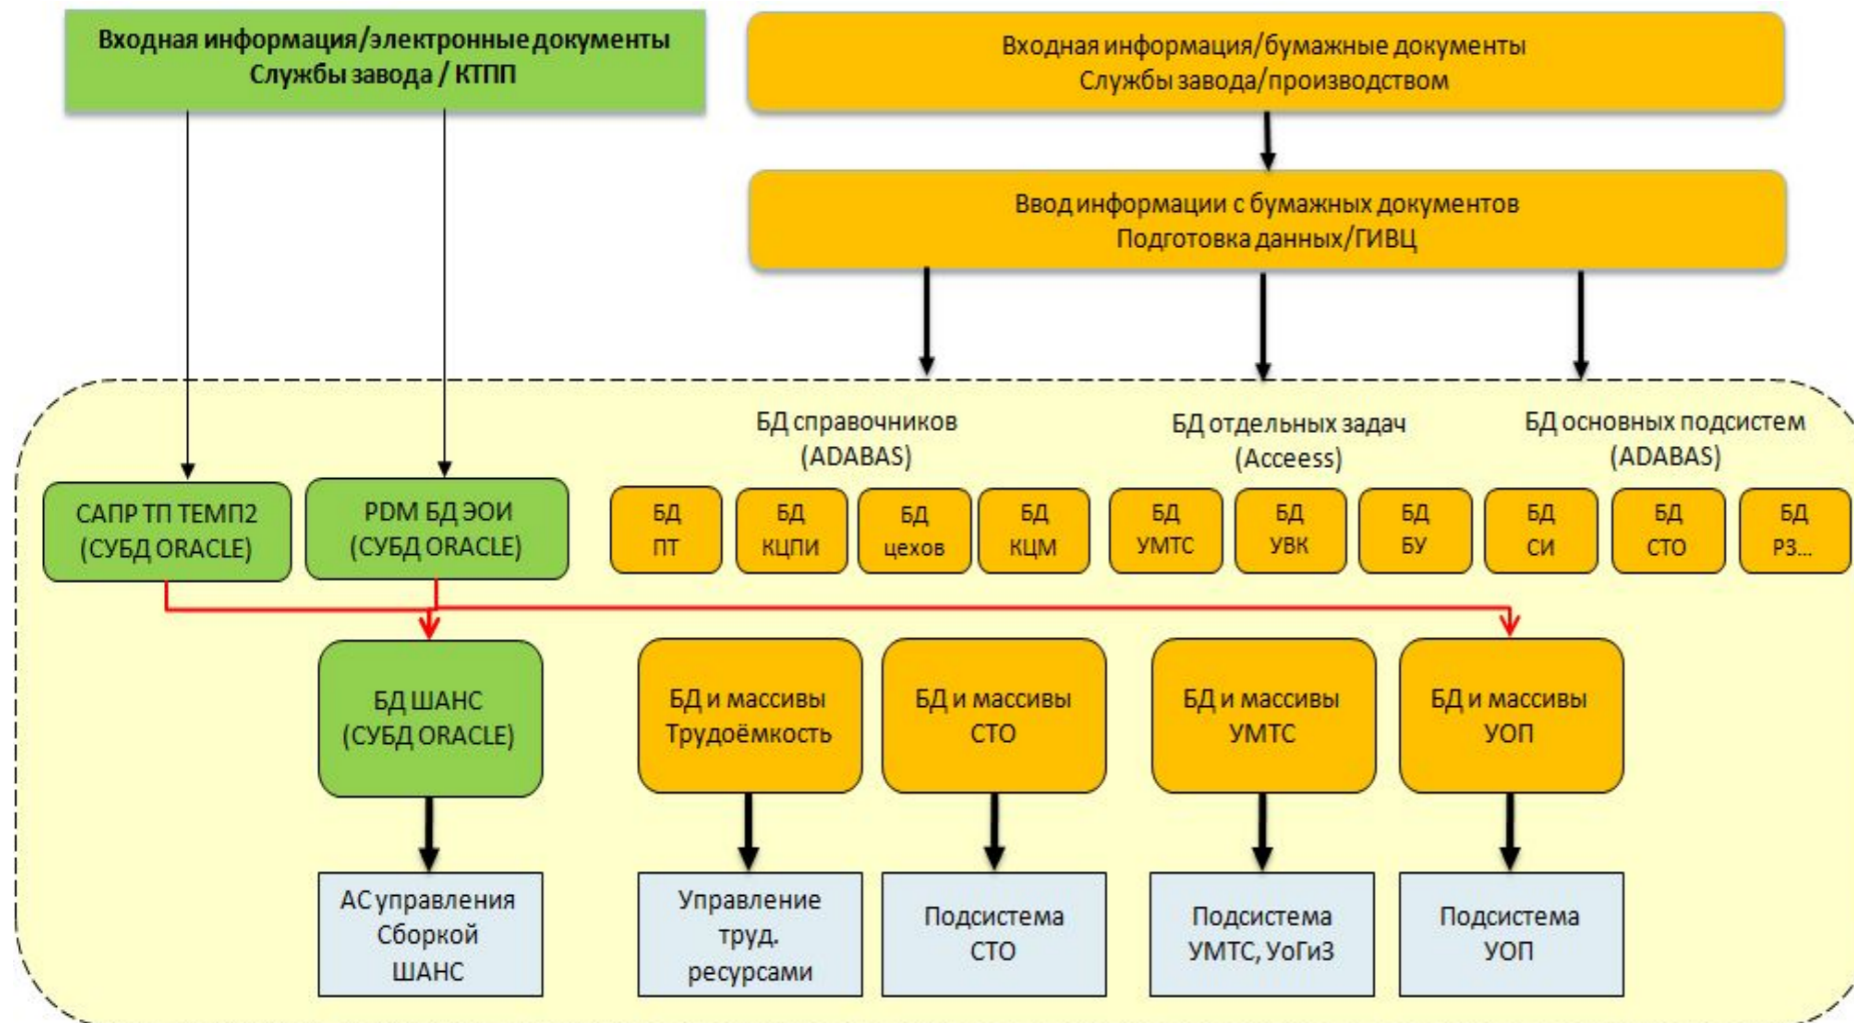 Входная информация/электронные документы
Службы завода / КТПП
Входная информация/бумажные документы
Службы завода/производством
Ввод информации с бумажных документов
Подготовка данных/ГИВЦ
БД справочников
(ADABAS)
БД отдельных задач
(Acceess)
БД основных подсистем
(ADABAS)
САПР ТП ТЕМП2
(СУБД ORACLE)
PDM БД ЭОИ
(СУБД ORACLE)
БД
ПТ
БД
КЦПИ
БД
цехов
БД
КЦМ
БД
УМТС
БД
УВК
БД
БУ
БД
СИ
БД
СТО
БД
РЗ...
БД ШАНС
(СУБД ORACLE)
БД и массивы
Трудоёмкость
БД и массивы
СТО
БД и массивы
УМТС
БД и массивы
УОП
АС управления
Сборкой
ШАНС
Управление
труд.
ресурсами
Подсистема
СТО
Подсистема
УМТС, УоГиЗ
Подсистема
УОП